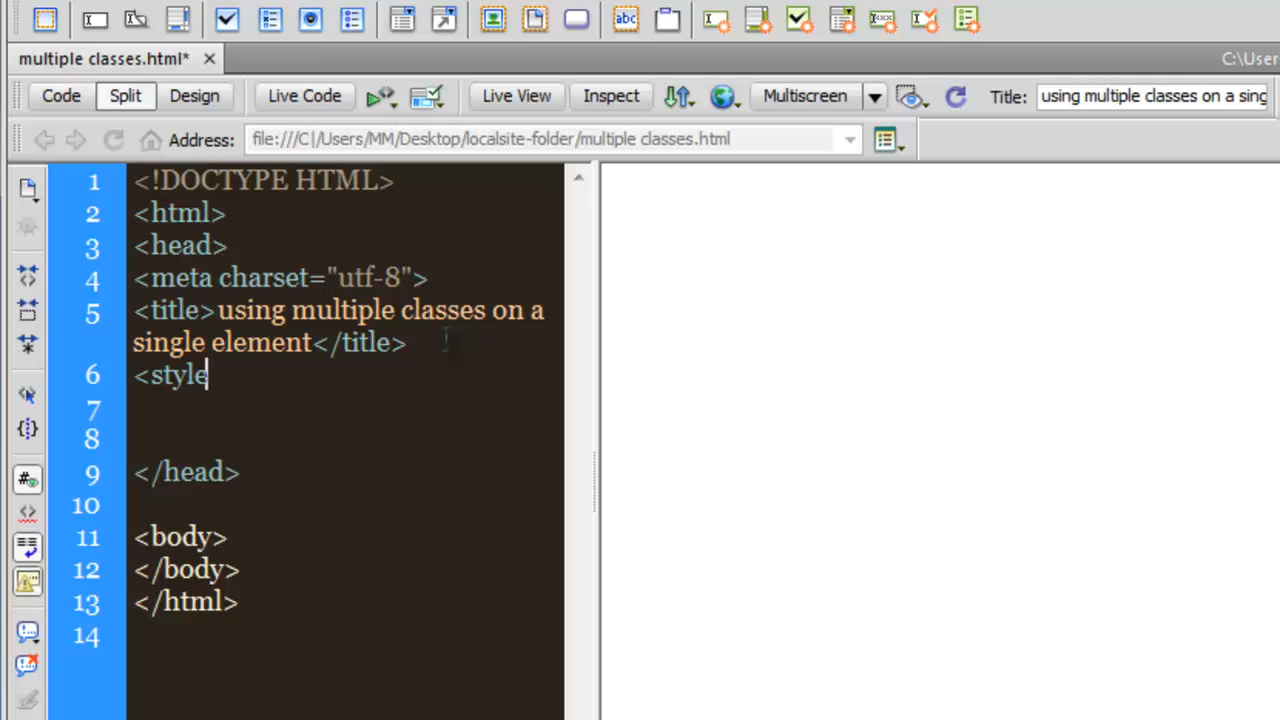 abc
multiple classes.html*
C:\User
Code
Split
Design
Live Code
Live View
Inspect
Multiscreen
Title:
using multiple classes on a sing
Address:
file:///C|/Users/MM/Desktop/localsite-folder/multiple classes.html
1 <!DOCTYPE HTML>
2 <html>
3 <head>
4 <meta charset="utf-8">
5 <title>using multiple classes on a
single element</title>
6 <style
7
8
9 </head>
10
11 <body>
12 </body>
13 </html>
14